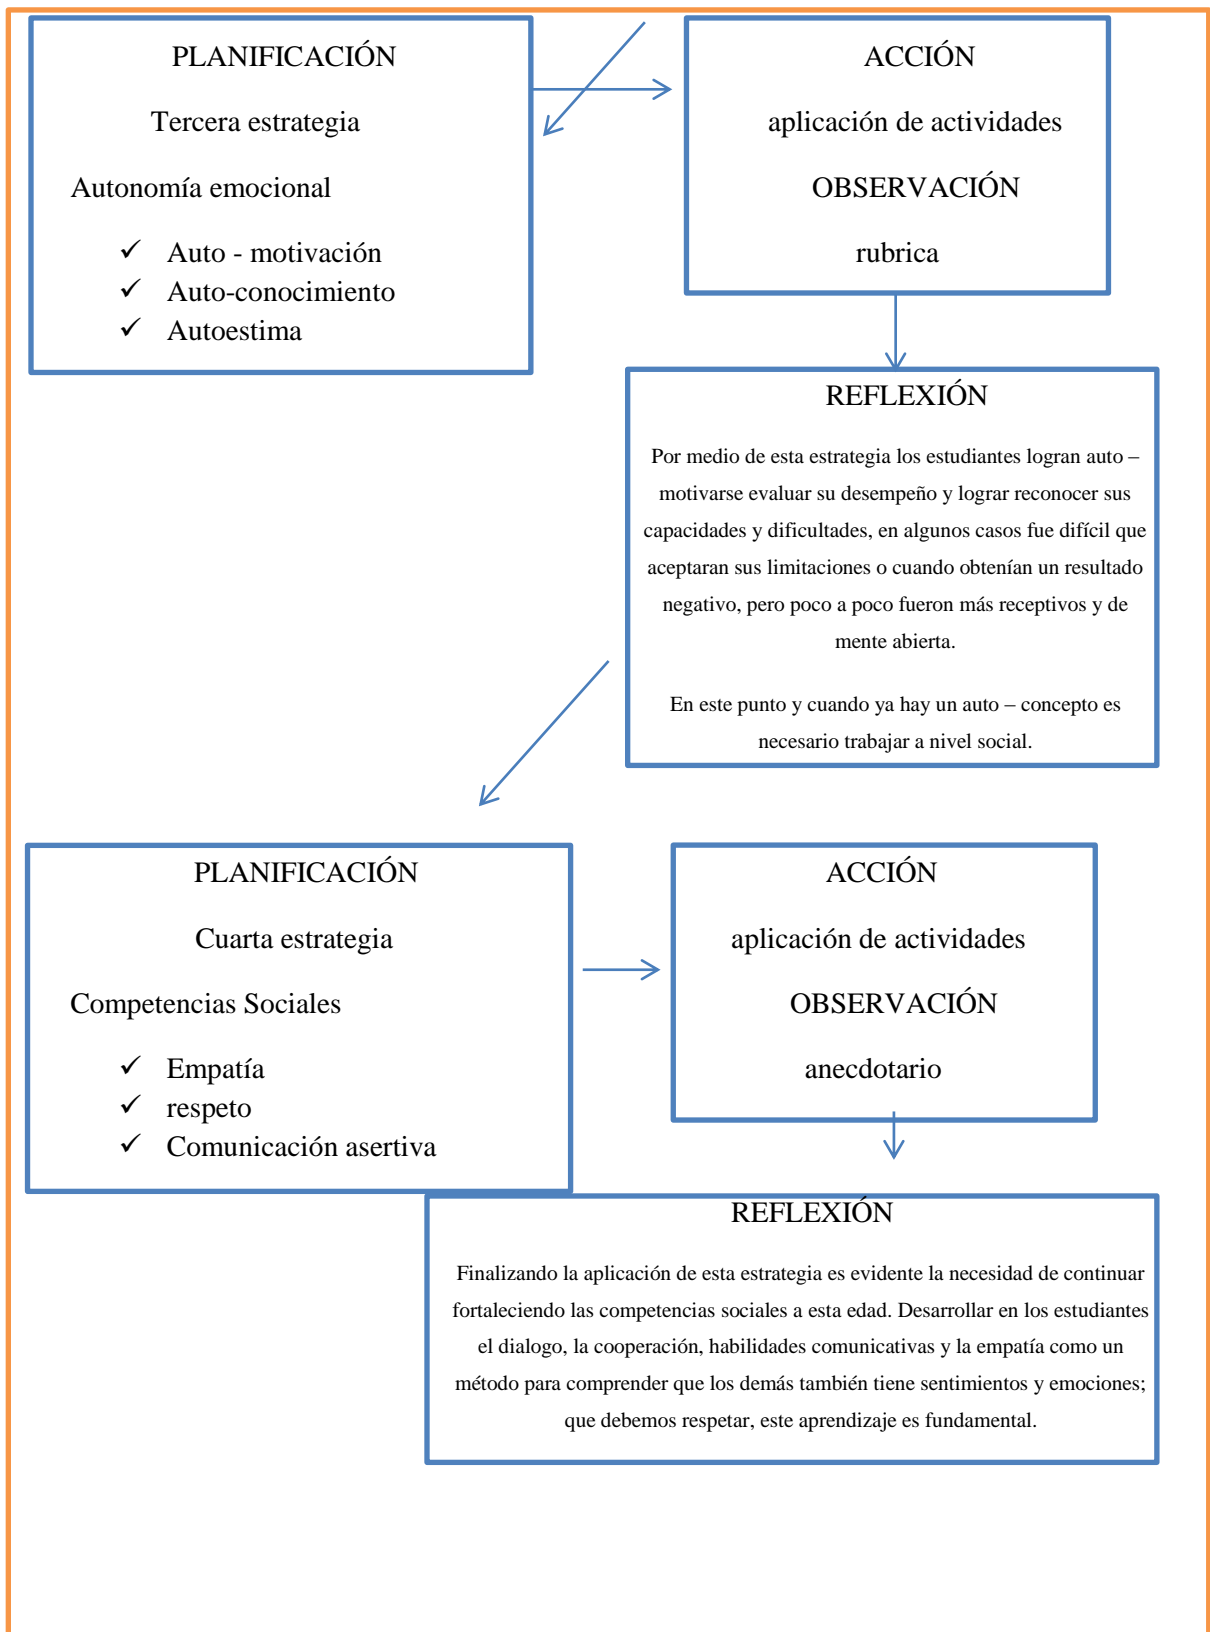 PLANIFICACIÓN
Tercera estrategia
Autonomía emocional
✓ Auto - motivación
✓ Auto-conocimiento
✓ Autoestima
ACCIÓN
aplicación de actividades
OBSERVACIÓN
rubrica
REFLEXIÓN
Por medio de esta estrategia los estudiantes logran auto –
motivarse evaluar su desempeño y lograr reconocer sus
capacidades y dificultades, en algunos casos fue difícil que
aceptaran sus limitaciones o cuando obtenían un resultado
negativo, pero poco a poco fueron más receptivos y de
mente abierta.
En este punto y cuando ya hay un auto – concepto es
necesario trabajar a nivel social.
PLANIFICACIÓN
Cuarta estrategia
Competencias Sociales
✓ Empatía
✓ respeto
✓ Comunicación asertiva
ACCIÓN
aplicación de actividades
OBSERVACIÓN
anecdotario
REFLEXIÓN
Finalizando la aplicación de esta estrategia es evidente la necesidad de continuar
fortaleciendo las competencias sociales a esta edad. Desarrollar en los estudiantes
el dialogo, la cooperación, habilidades comunicativas y la empatía como un
método para comprender que los demás también tiene sentimientos y emociones;
que debemos respetar, este aprendizaje es fundamental.